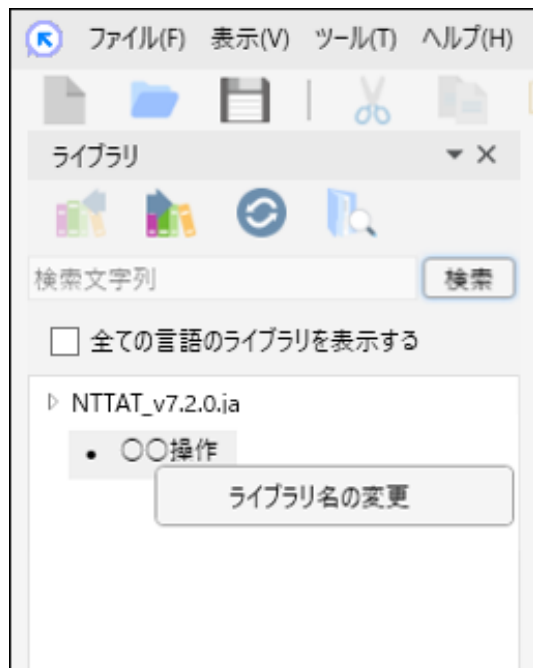 ファイル(F) 表示(V) ツール(T) ヘルプ(H)
ライブラリ
検索文字列 検索
全ての言語のライブラリを表示する
NTTAT_v7.2.0.ja
• 〇〇操作
ライブラリ名の変更